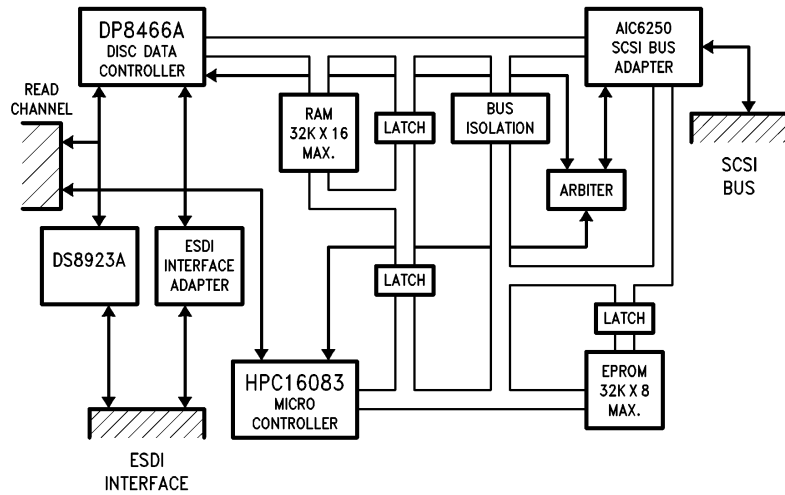 DP8466A
DISC DATA
CONTROLLER
AIC6250
SCSI BUS
ADAPTER
READ
CHANNEL
RAM
32K X 16
MAX.
LATCH
BUS
ISOLATION
SCSI
BUS
ARBITER
DS8923A
ESDI
INTERFACE
ADAPTER
LATCH
LATCH
HPC16083
MICRO
CONTROLLER
EPROM
32K X 8
MAX.
ESDI
INTERFACE